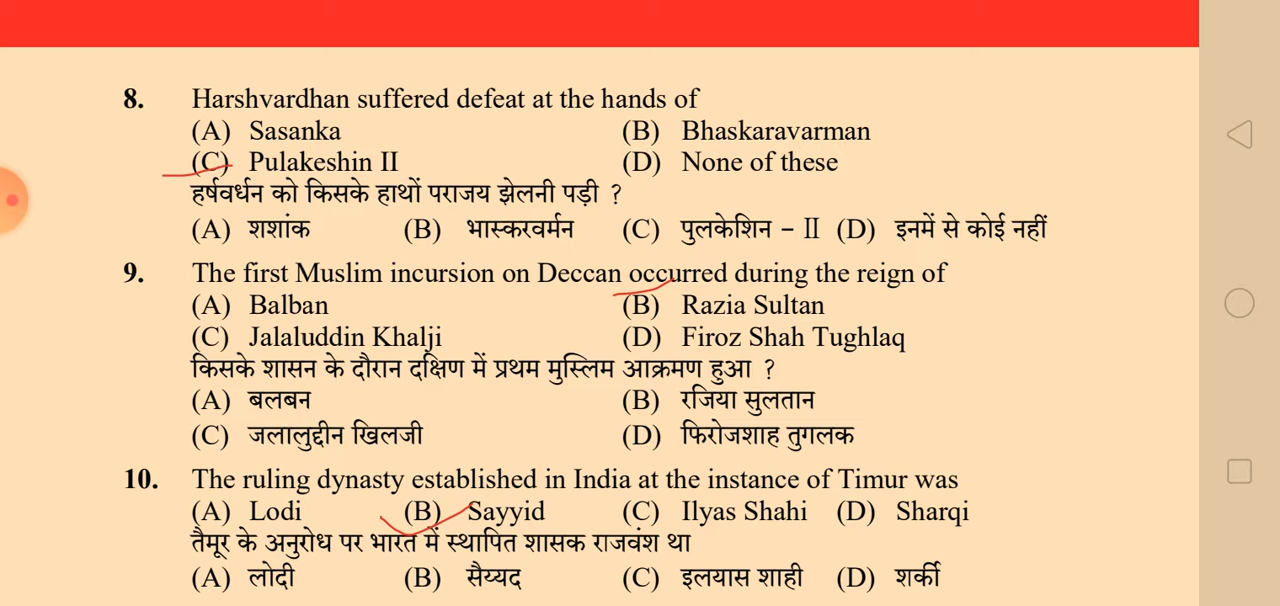 8. Harshvardhan suffered defeat at the hands of
(A) Sasanka (B) Bhaskaravarman
(C) Pulakeshin II (D) None of these
हर्षवर्धन को किसके हाथों पराजय झेलनी पड़ी ?
(A) शशांक (B) भास्करवर्मन (C) पुलकेशिन – II (D) इनमें से कोई नहीं
9. The first Muslim incursion on Deccan occurred during the reign of
(A) Balban (B) Razia Sultan
(C) Jalaluddin Khalji (D) Firoz Shah Tughlaq
किसके शासन के दौरान दक्षिण में प्रथम मुस्लिम आक्रमण हुआ ?
(A) बलबन (B) रजिया सुलतान
(C) जलालुद्दीन खिलजी (D) फिरोजशाह तुगलक
10. The ruling dynasty established in India at the instance of Timur was
(A) Lodi (B) Sayyid (C) Ilyas Shahi (D) Sharqi
तैमूर के अनुरोध पर भारत में स्थापित शासक राजवंश था
(A) लोदी (B) सैय्यद (C) इलयास शाही (D) शर्की